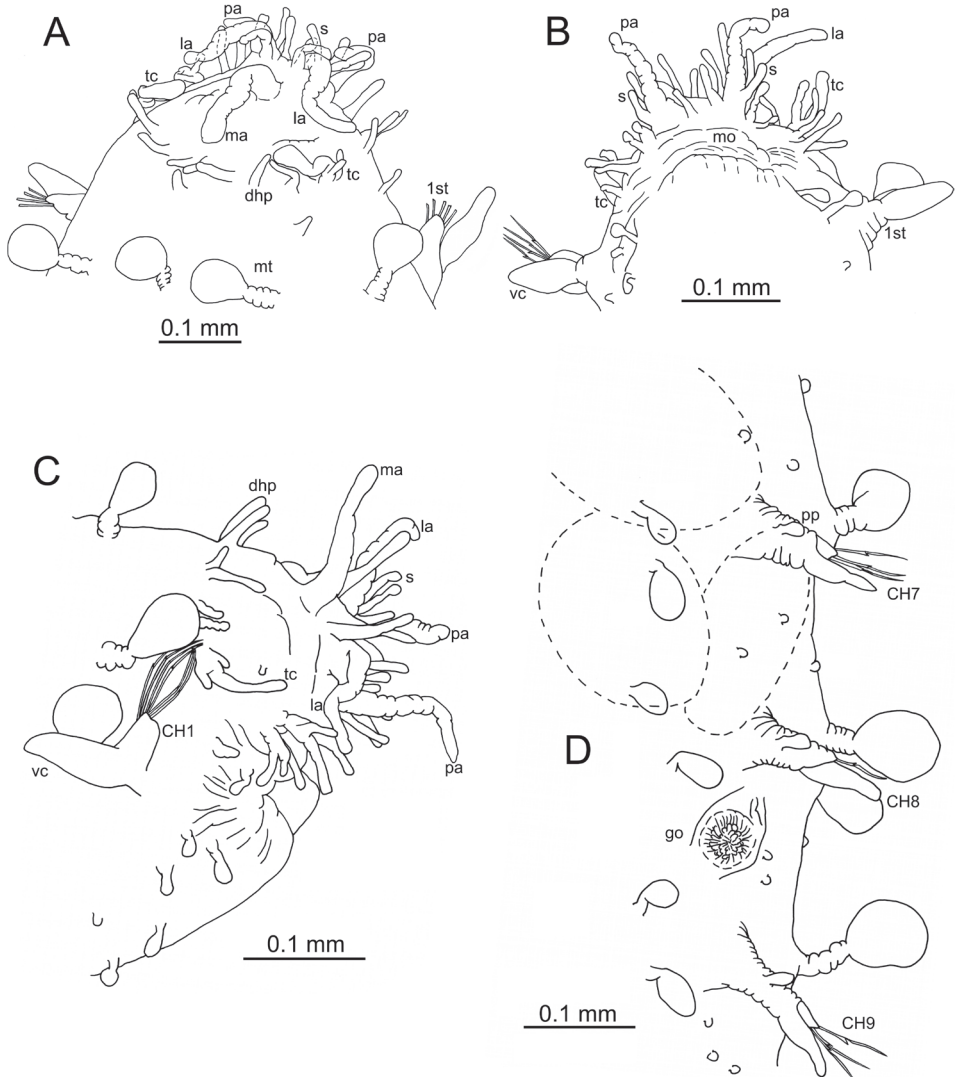 A
pa
s
la
pa
tc
la
ma
tc
dhp
1st
mt
0.1 mm
B
pa
pa
la
s
s
tc
mo
tc
1st
vc
0.1 mm
C
dhp
ma
la
s
pa
tc
la
CH1
vc
pa
0.1 mm
pp
CH7
D
CH8
go
CH9
0.1 mm